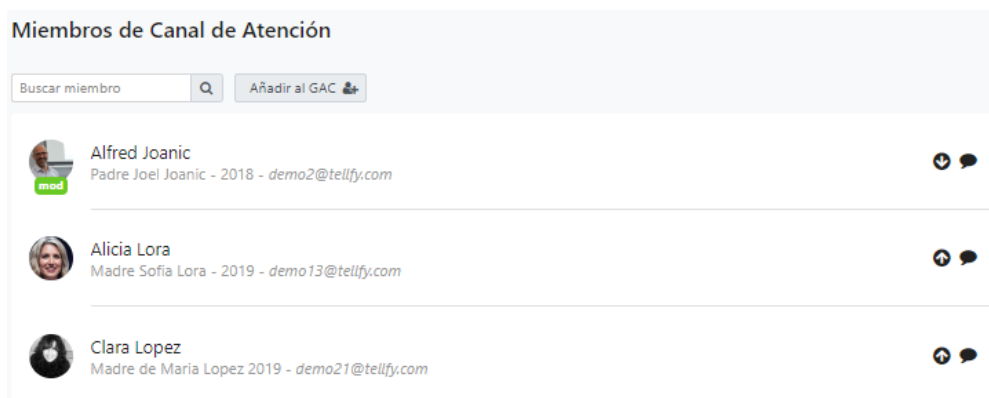 Miembros de Canal de Atención
Buscar miembro
Añadir al GAC
Alfred Joanic
Padre Joel Joanic - 2018 - demo2@tellfy.com
mod
Alicia Lora
Madre Sofia Lora - 2019 - demo13@tellfy.com
Clara Lopez
Madre de Maria Lopez 2019 - demo21@tellfy.com